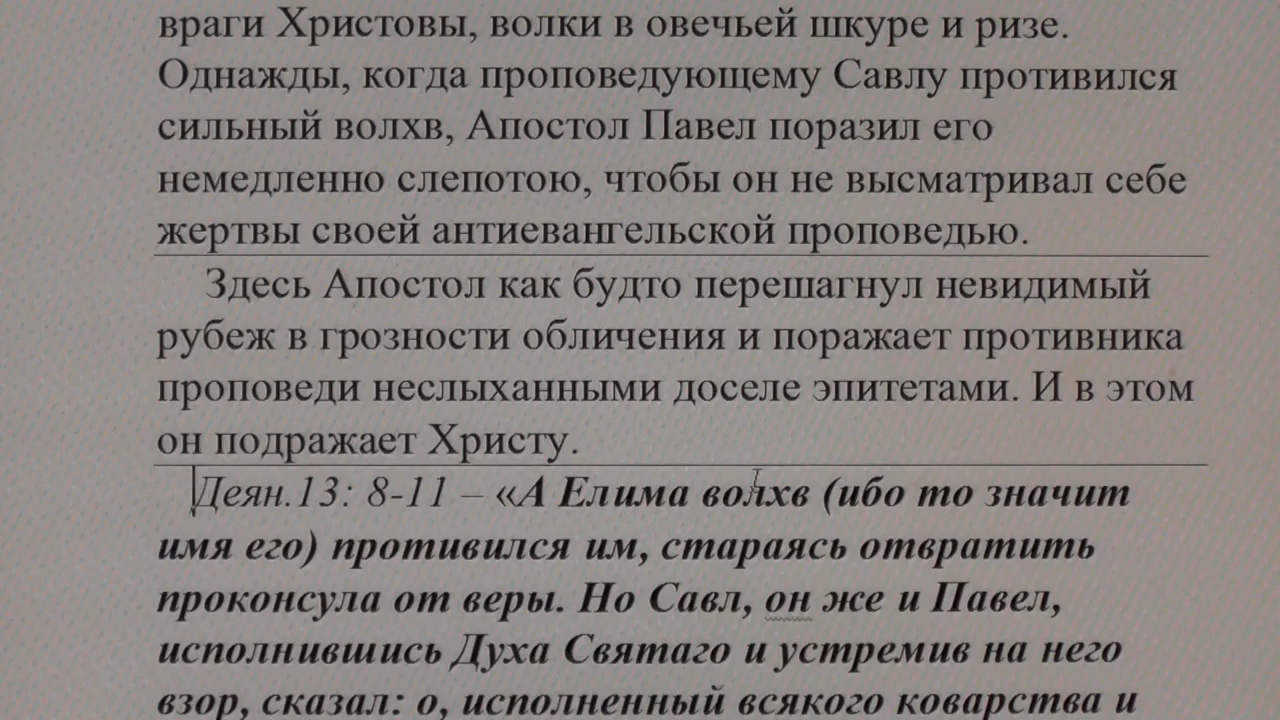 враги Христовы, волки в овечьей шкуре и ризе.
Однажды, когда проповедующему Савлу противился
сильный волхв, Апостол Павел поразил его
немедленно слепотою, чтобы он не высматривал себе
жертвы своей антиевангельской проповедью.
Здесь Апостол как будто перешагнул невидимый
рубеж в грозности обличения и поражает противника
проповеди неслыханными доселе эпитетами. И в этом
он подражает Христу.
Деян.13: 8-11 – «А Елима волхв (ибо то значит
имя его) противился им, стараясь отвратить
проконсула от веры. Но Савл, он же и Павел,
исполнившись Духа Святаго и устремив на него
взор, сказал: о, исполненный всякого коварства и